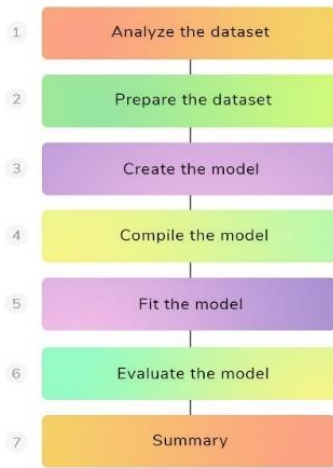 1 Analyze the dataset
2 Prepare the dataset
3 Create the model
4 Compile the model
5 Fit the model
6 Evaluate the model
7 Summary